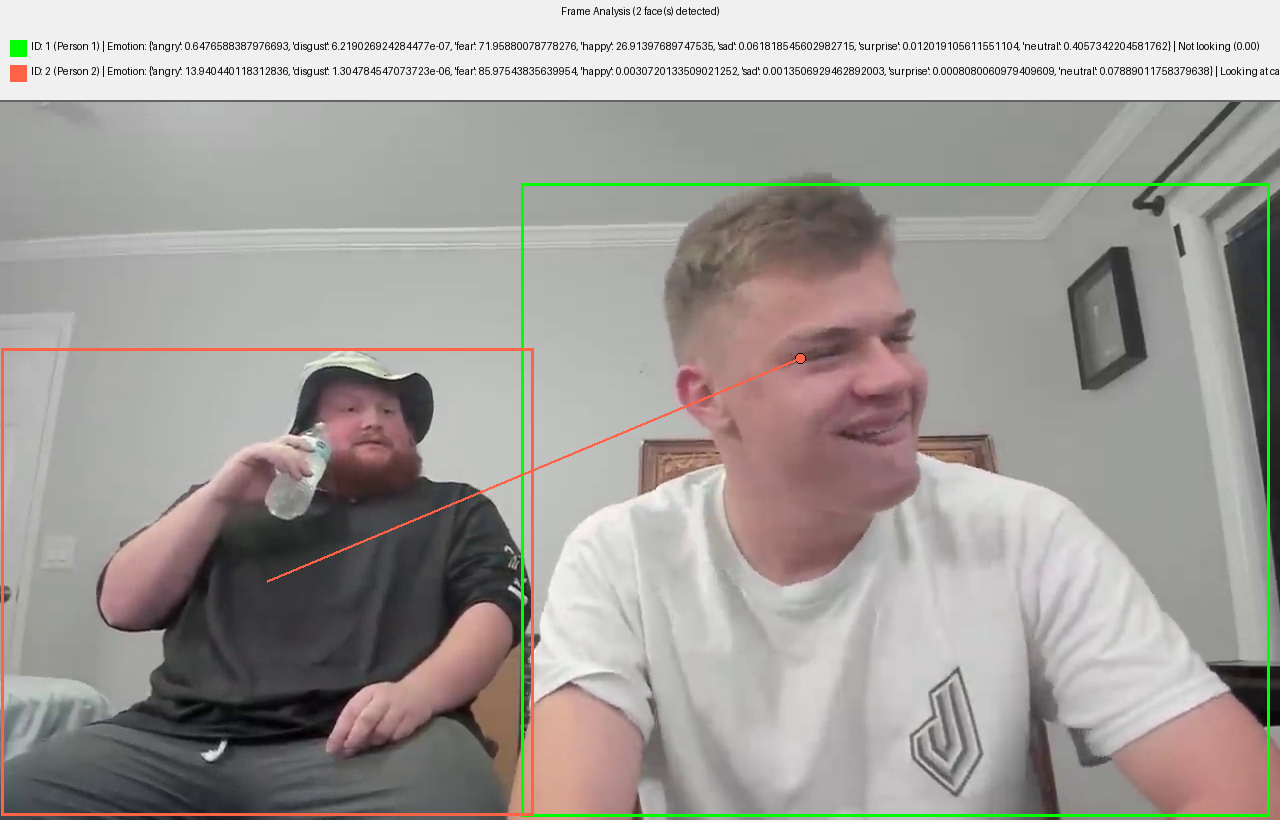 Frame Analysis (2 face(s) detected)
ID: 1 (Person 1) | Emotion: {'angry': 0.6476588387976693, 'disgust': 6.219026924284477e-07, 'fear': 71.95880078778276, 'happy': 26.91397689747535, 'sad': 0.061818545602982715, 'surprise': 0.012019105611551104, 'neutral': 0.4057342204581762} | Not looking (0.00)
ID: 2 (Person 2) | Emotion: {'angry': 13.940440118312836, 'disgust': 1.304784547073723e-06, 'fear': 85.97543835639954, 'happy': 0.0030720133509021252, 'sad': 0.0013506929462892003, 'surprise': 0.0008080060979409609, 'neutral': 0.07889011758379638} | Looking at ca